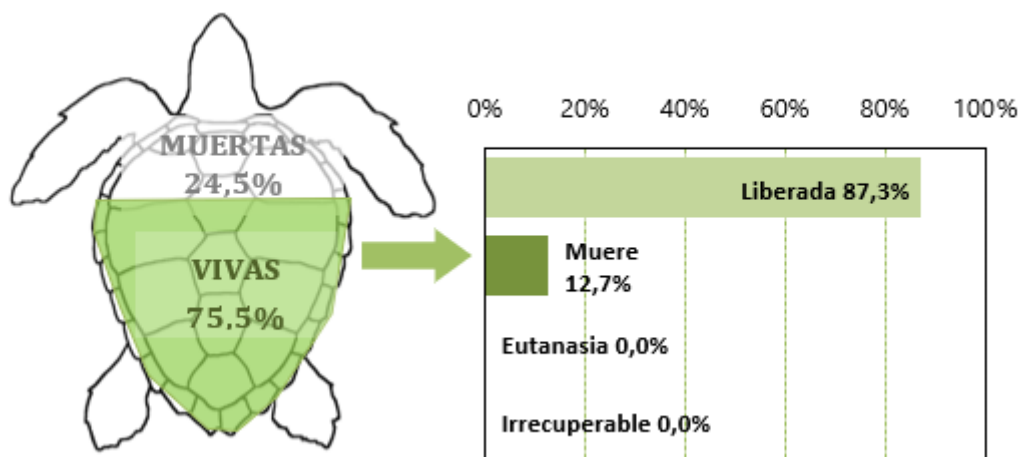 MUERTAS
24,5%
VIVAS
75,5%
0% 20% 40% 60% 80% 100%
Liberada 87,3%
Muere
12,7%
Eutanasia 0,0%
Irrecuperable 0,0%